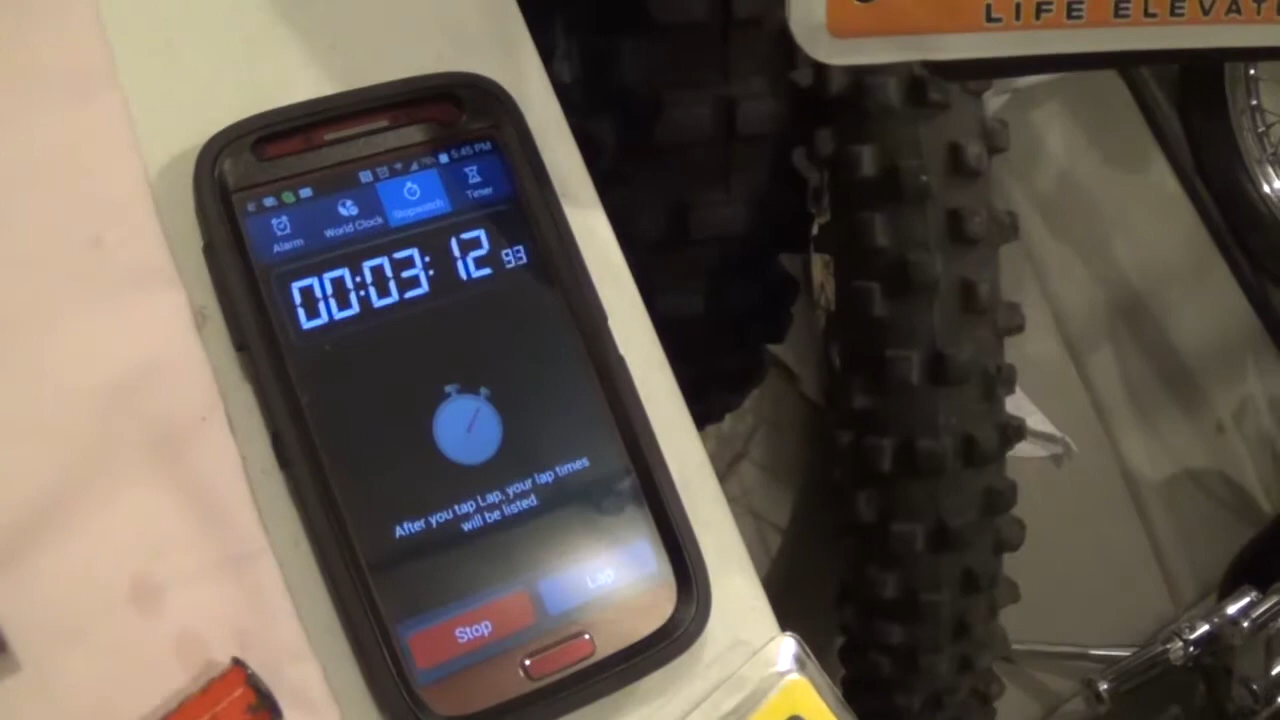 LIFE ELEVAT
5:45 PM
Alarm World Clock Stopwatch Timer
00:03:12 93
After you tap Lap, your lap times
will be listed
Stop Lap